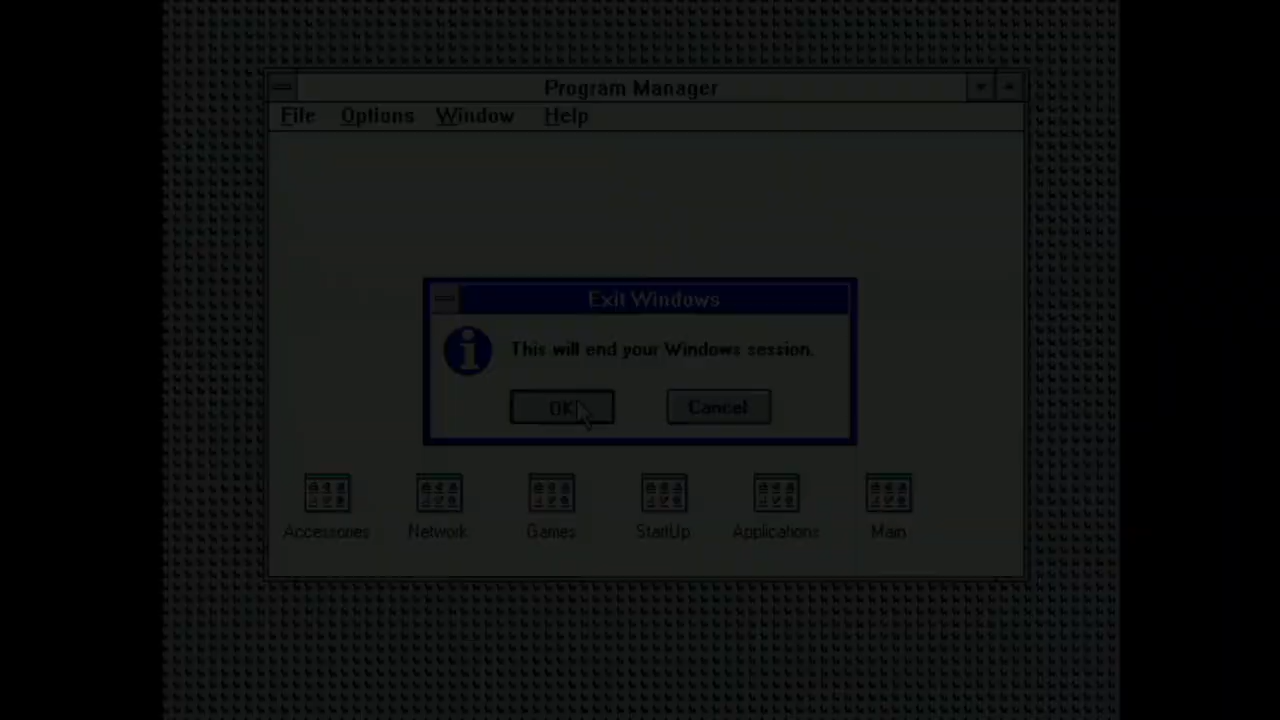 Program Manager
File Options Window Help
Exit Windows
This will end your Windows session.
OK Cancel
Accessories Network Games StartUp Applications Main